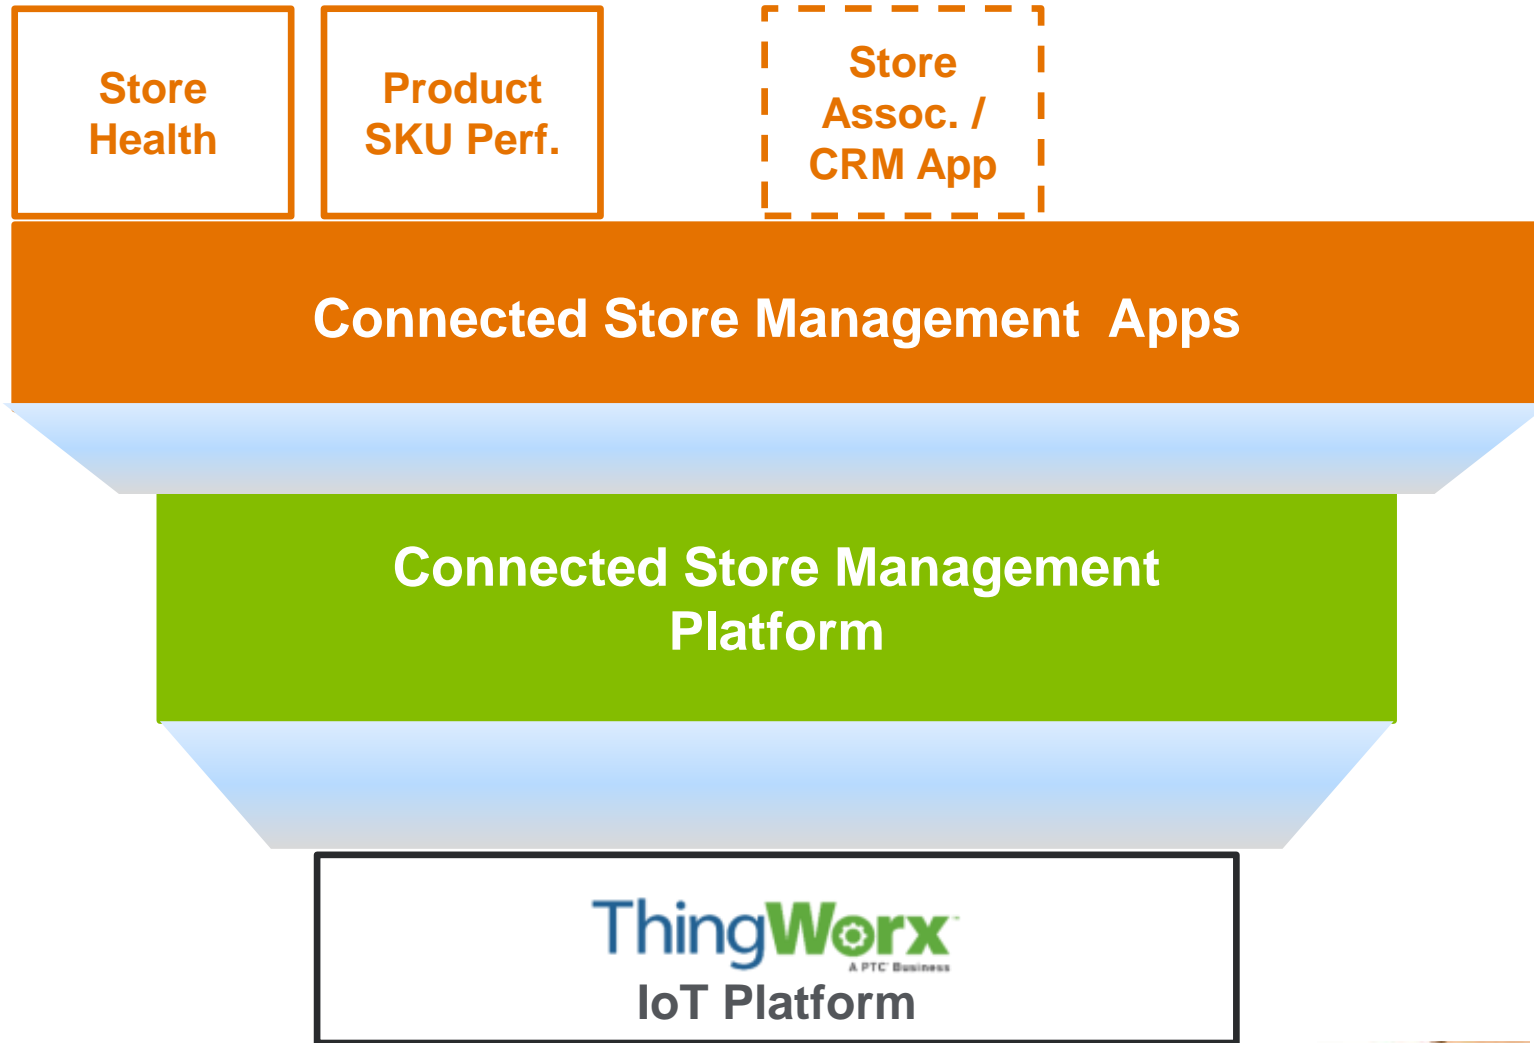 Store
Health
Product
SKU Perf.
Store
Assoc. /
CRM App
Connected Store Management Apps
Connected Store Management
Platform
ThingWorx™
A PTC® Business
IoT Platform